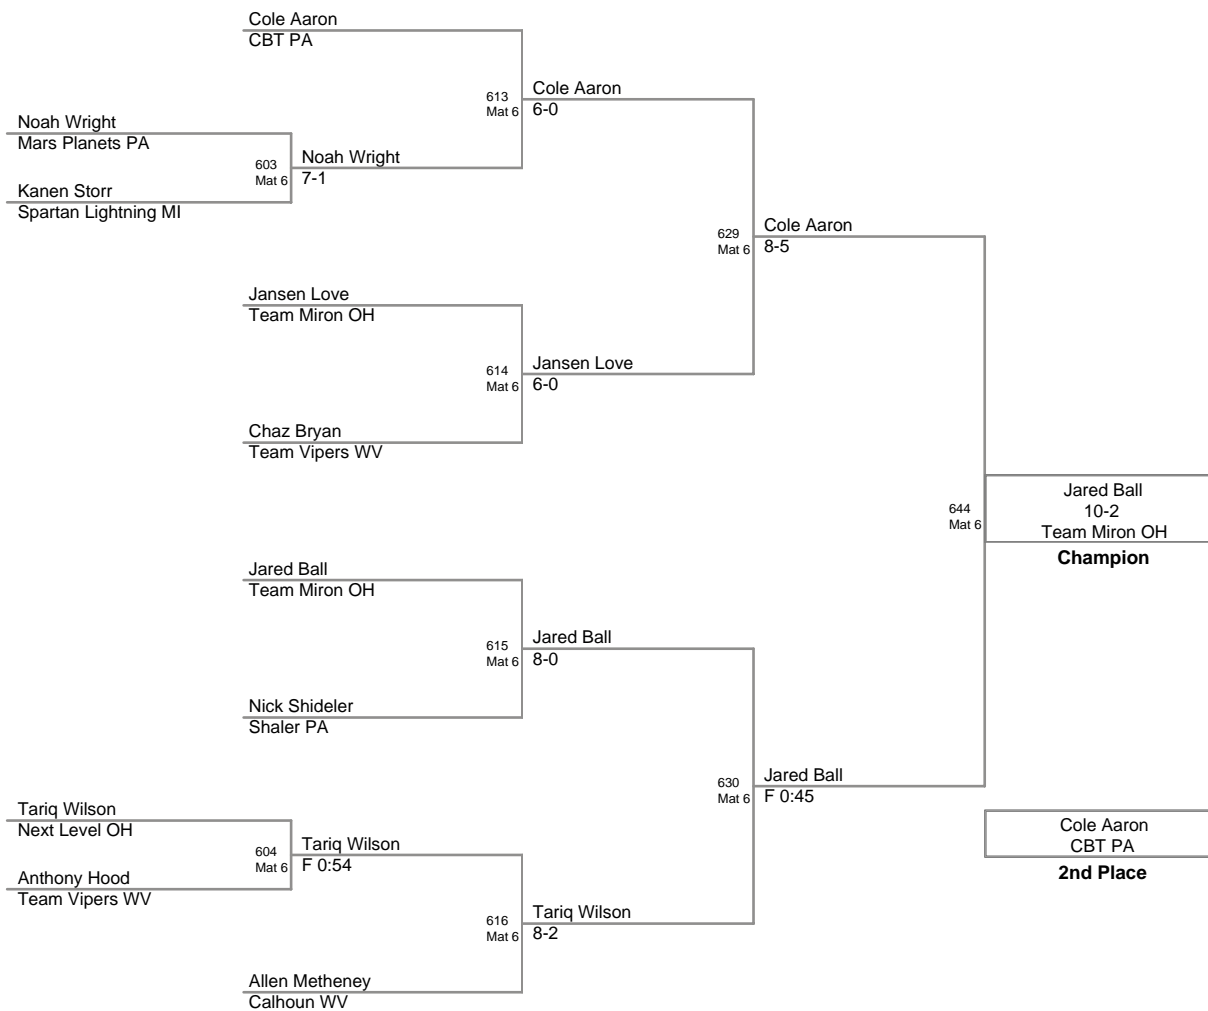 Cole Aaron
CBT PA
613
Mat 6
Cole Aaron
6-0
Noah Wright
Mars Planets PA
603
Mat 6
Noah Wright
7-1
Kanen Storr
Spartan Lightning MI
629
Mat 6
Cole Aaron
8-5
Jansen Love
Team Miron OH
614
Mat 6
Jansen Love
6-0
Chaz Bryan
Team Vipers WV
644
Mat 6
Jared Ball
10-2
Team Miron OH
Champion
Jared Ball
Team Miron OH
615
Mat 6
Jared Ball
8-0
Nick Shideler
Shaler PA
630
Mat 6
Jared Ball
F 0:45
Tariq Wilson
Next Level OH
604
Mat 6
Tariq Wilson
F 0:54
Anthony Hood
Team Vipers WV
Cole Aaron
CBT PA
2nd Place
616
Mat 6
Tariq Wilson
8-2
Allen Metheney
Calhoun WV